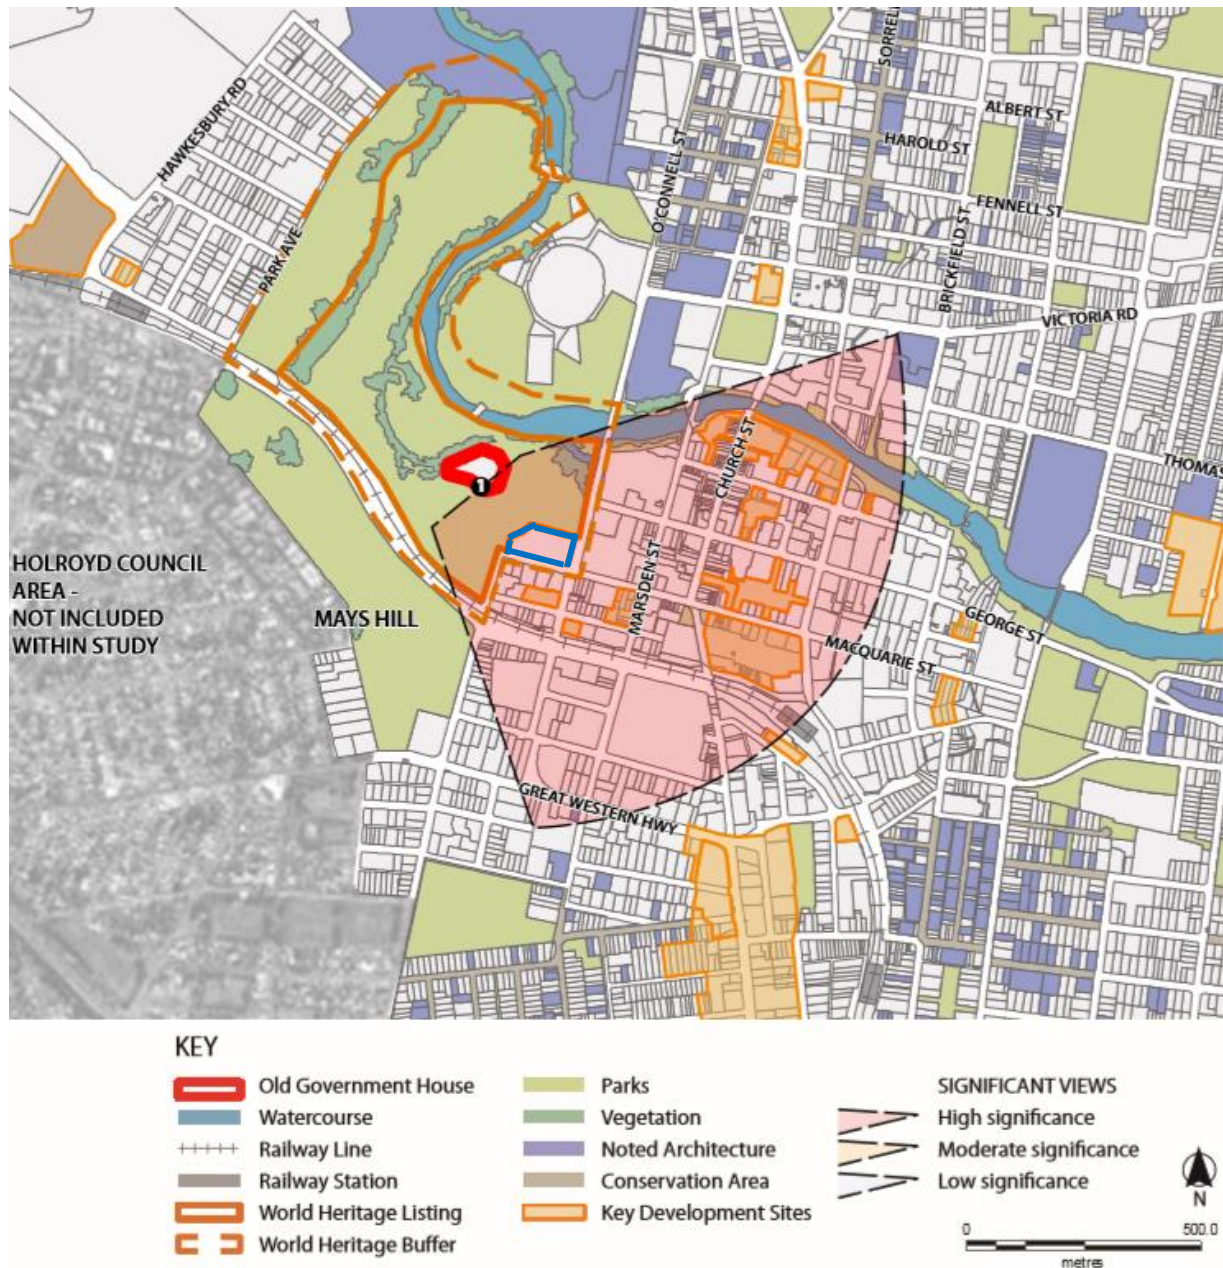 HAWKESBURY RD
SORREL
ALBERT ST
HAROLD ST
O'CONNELL ST
FENNELL ST
PARK AVE
BRICKFIELD ST
VICTORIA RD
CHURCH ST
THOMAS
1
HOLROYD COUNCIL
AREA -
NOT INCLUDED
WITHIN STUDY
MAYS HILL
MARSDEN ST
GEORGE ST
MACQUARIE ST
GREAT WESTERN HWY
KEY
Old Government House
Watercourse
Railway Line
Railway Station
World Heritage Listing
World Heritage Buffer
Parks
Vegetation
Noted Architecture
Conservation Area
Key Development Sites
SIGNIFICANT VIEWS
High significance
Moderate significance
Low significance
N
0 500.0
metres